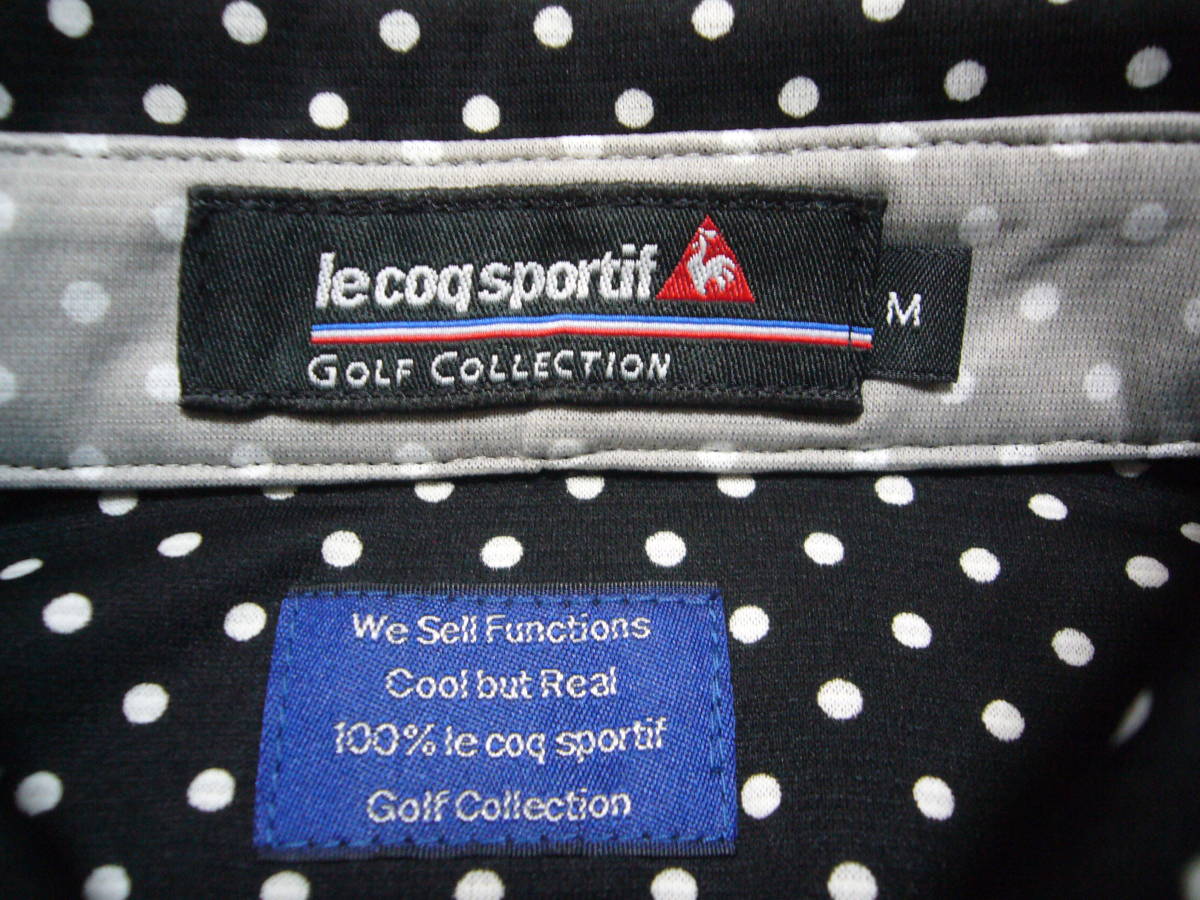 le coq sportif
GOLF COLLECTION
M
We Sell Functions
Cool but Real
100% le coq sportif
Golf Collection